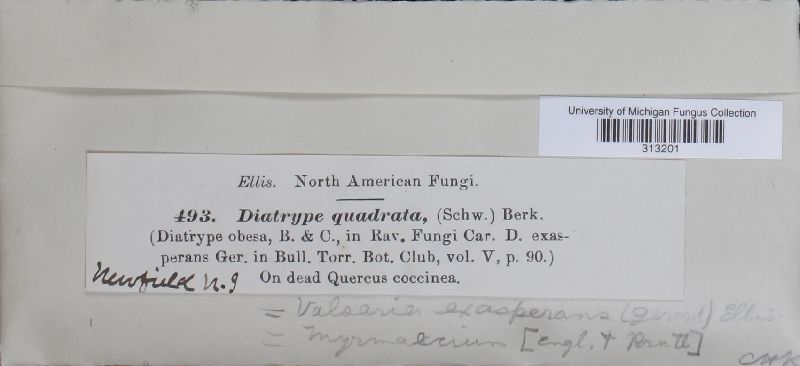 University of Michigan Fungus Collection
313201
Ellis. North American Fungi.
493. Diatrype quadrata, (Schw.) Berk.
(Diatrype obesa, B. & C., in Rav. Fungi Car. D. exas-
perans Ger. in Bull. Torr. Bot. Club, vol. V, p. 90.)
Newfield N.J On dead Quercus coccinea.
= Valsaria exasperans (Gerard) Ellis
= Myrmaecium [Engl. &